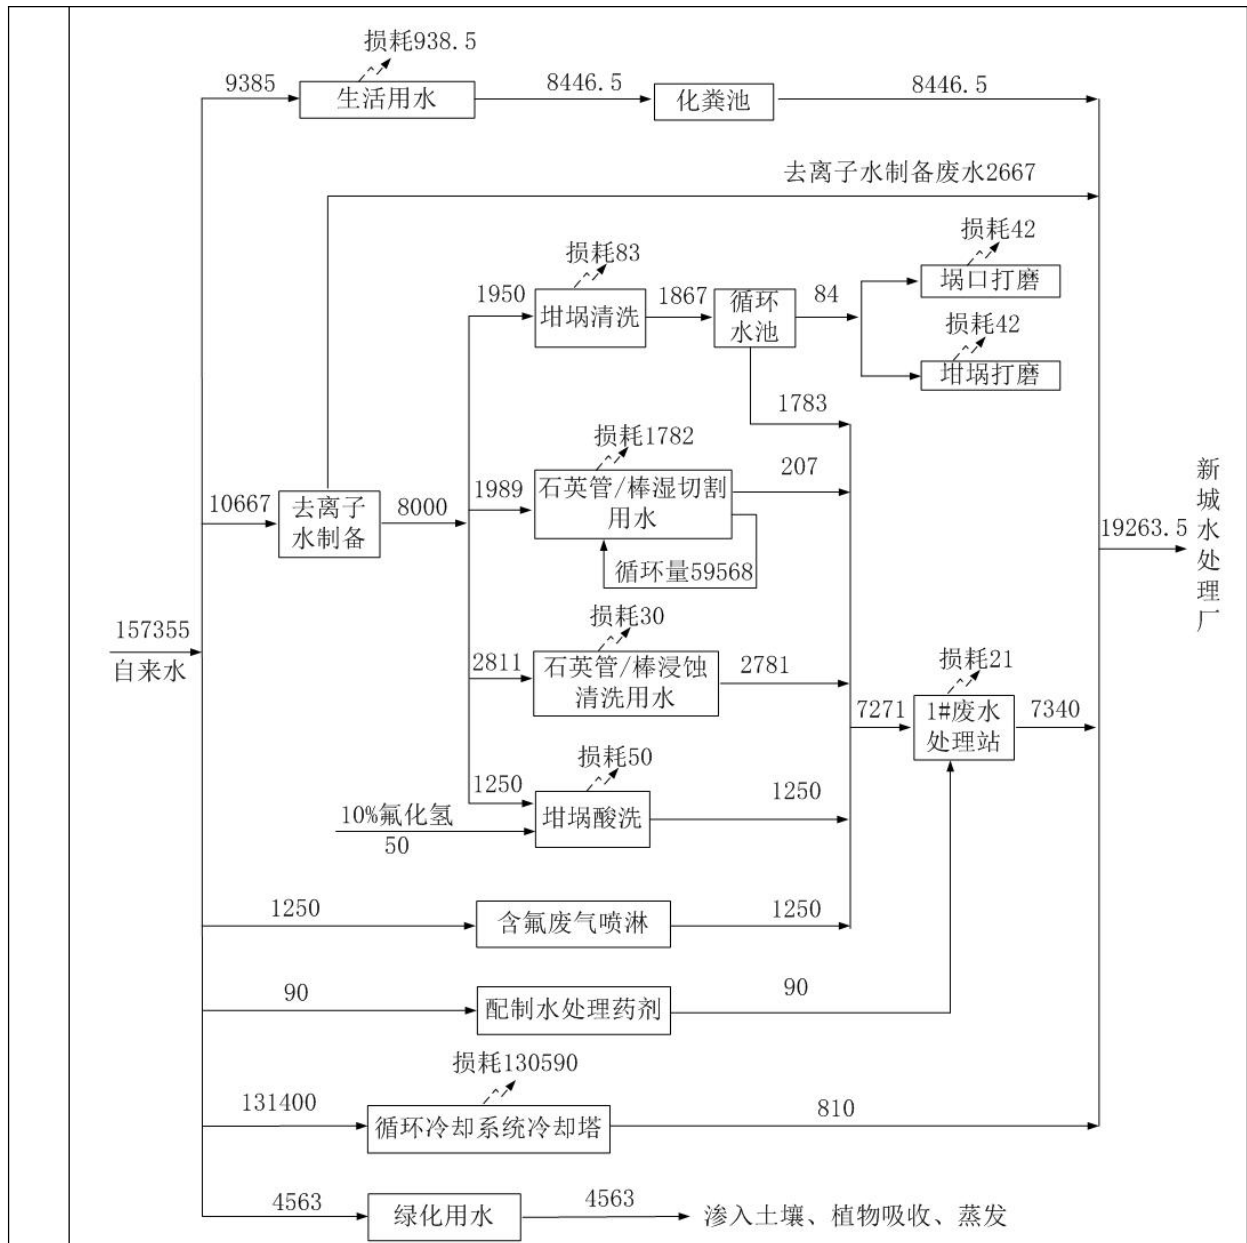 损耗938.5
9385
生活用水
8446.5
化粪池
8446.5
去离子水制备废水2667
损耗42
损耗83
埚口打磨
1950
坩埚清洗
1867
循环
水池
84
损耗42
坩埚打磨
1783
损耗1782
207
10667
去离子
水制备
8000
1989
石英管/棒湿切割
用水
循环量59568
19263.5
新城水处理厂
157355
自来水
损耗30
2811
石英管/棒浸蚀
清洗用水
2781
损耗21
7271
1#废水
处理站
7340
损耗50
1250
10%氟化氢
50
坩埚酸洗
1250
1250
含氟废气喷淋
1250
90
配制水处理药剂
90
损耗130590
131400
循环冷却系统冷却塔
810
4563
绿化用水
4563
渗入土壤、植物吸收、蒸发